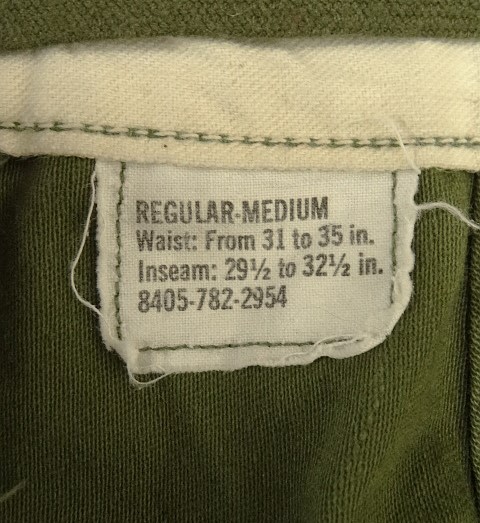 REGULAR-MEDIUM
Waist: From 31 to 35 in.
Inseam: 29½ to 32½ in.
8405-782-2954